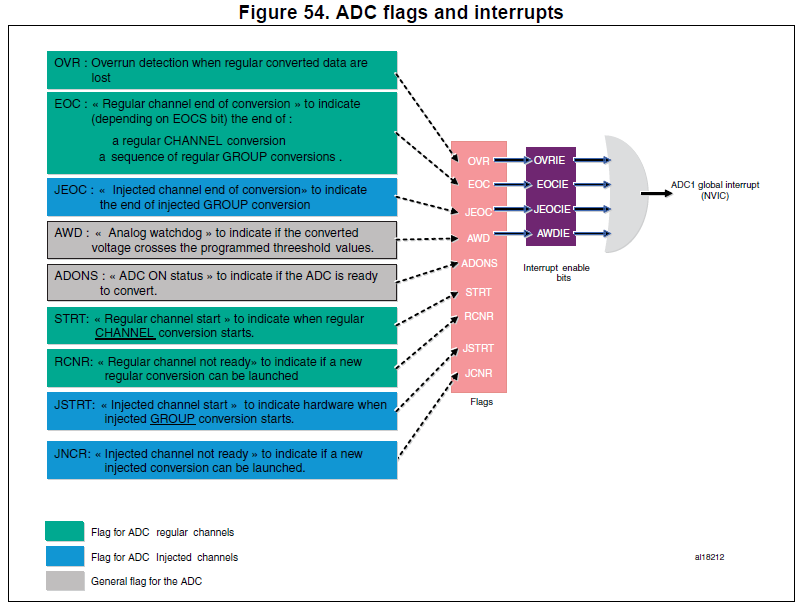 Figure 54. ADC flags and interrupts
OVR : Overrun detection when regular converted data are
lost
EOC : « Regular channel end of conversion » to indicate
(depending on EOCS bit) the end of :
a regular CHANNEL conversion
a sequence of regular GROUP conversions .
JEOC : « Injected channel end of conversion» to indicate
the end of injected GROUP conversion
AWD : « Analog watchdog » to indicate if the converted
voltage crosses the programmed threeshold values.
ADONS : « ADC ON status » to indicate if the ADC is ready
to convert.
STRT: « Regular channel start » to indicate when regular
CHANNEL conversion starts.
RCNR: « Regular channel not ready» to indicate if a new
regular conversion can be launched
JSTRT: « Injected channel start » to indicate hardware when
injected GROUP conversion starts.
JNCR: « Injected channel not ready » to indicate if a new
injected conversion can be launched.
OVR
EOC
JEOC
AWD
ADONS
STRT
RCNR
JSTRT
JCNR
Flags
OVRIE
EOCIE
JEOCIE
AWDIE
Interrupt enable
bits
ADC1 global interrupt
(NVIC)
Flag for ADC regular channels
Flag for ADC Injected channels
General flag for the ADC
al18212